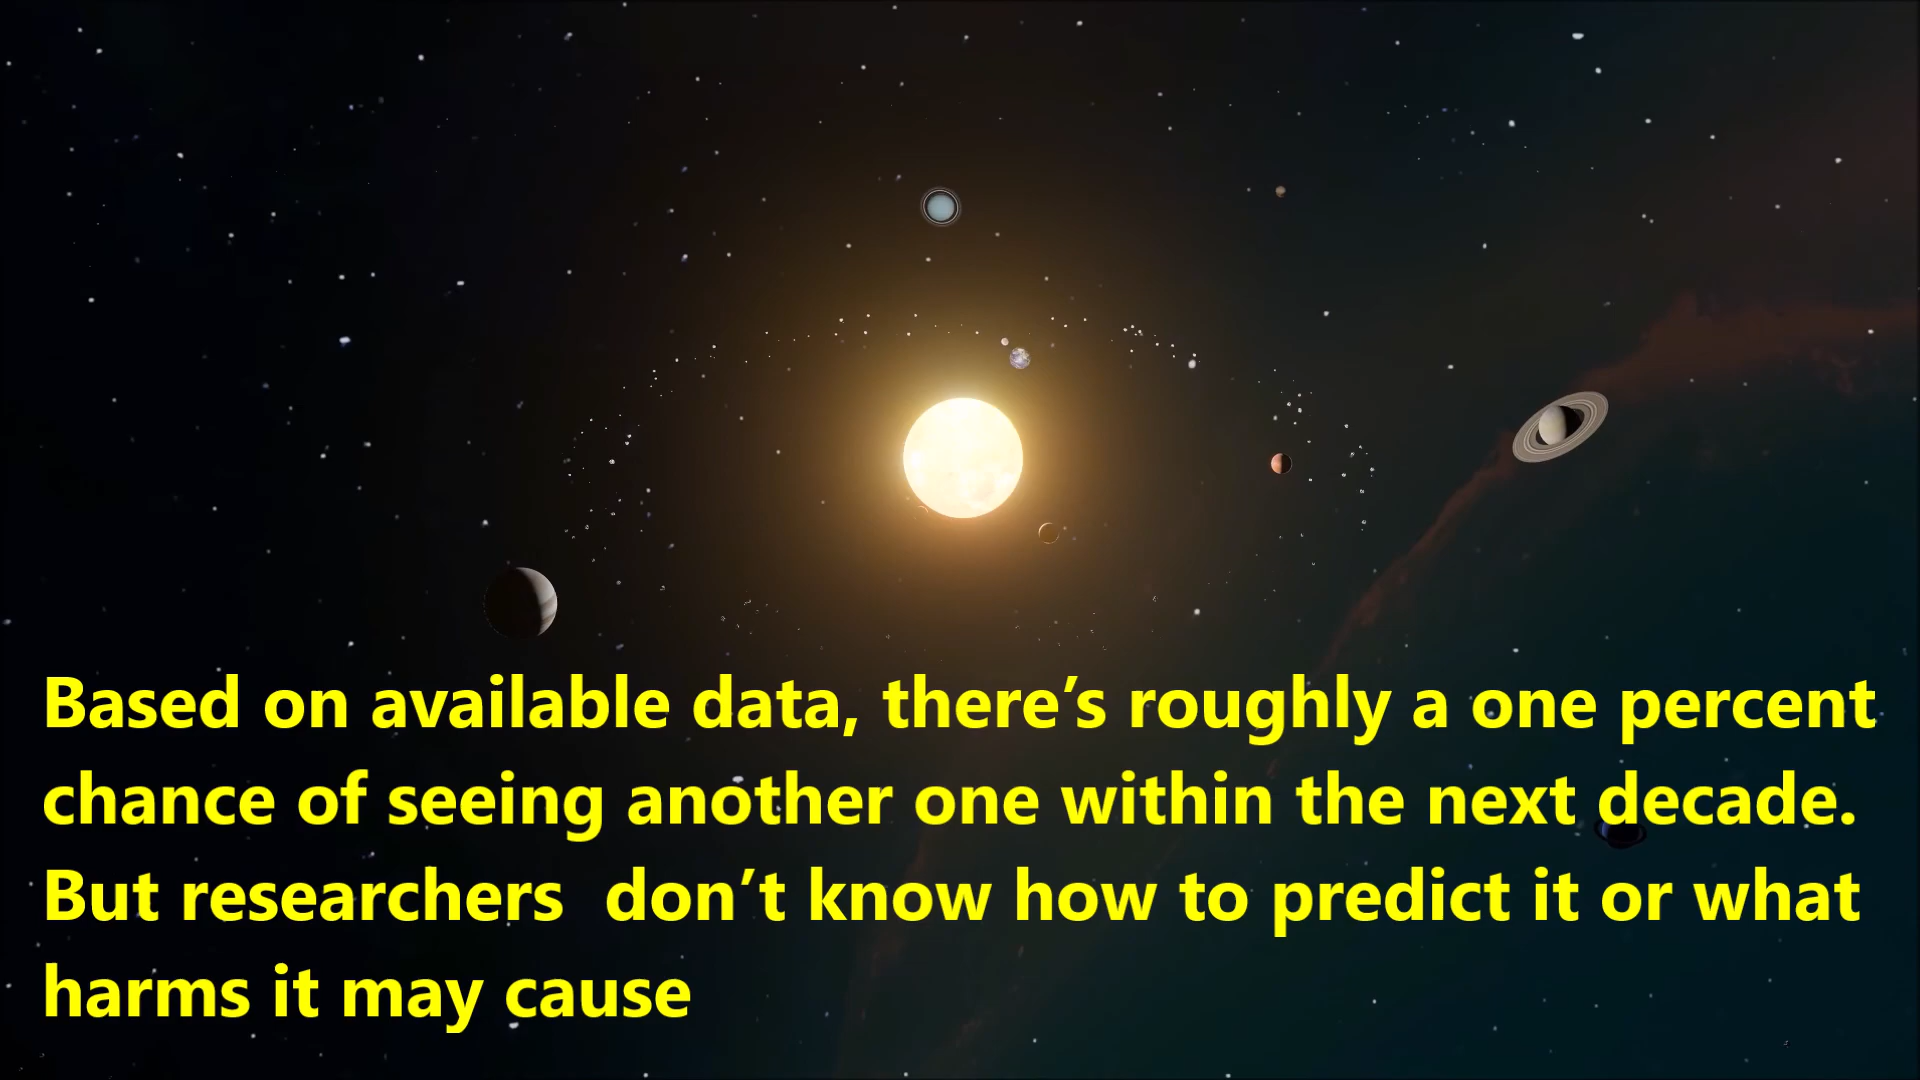 Based on available data, there’s roughly a one percent
chance of seeing another one within the next decade.
But researchers  don’t know how to predict it or what
harms it may cause